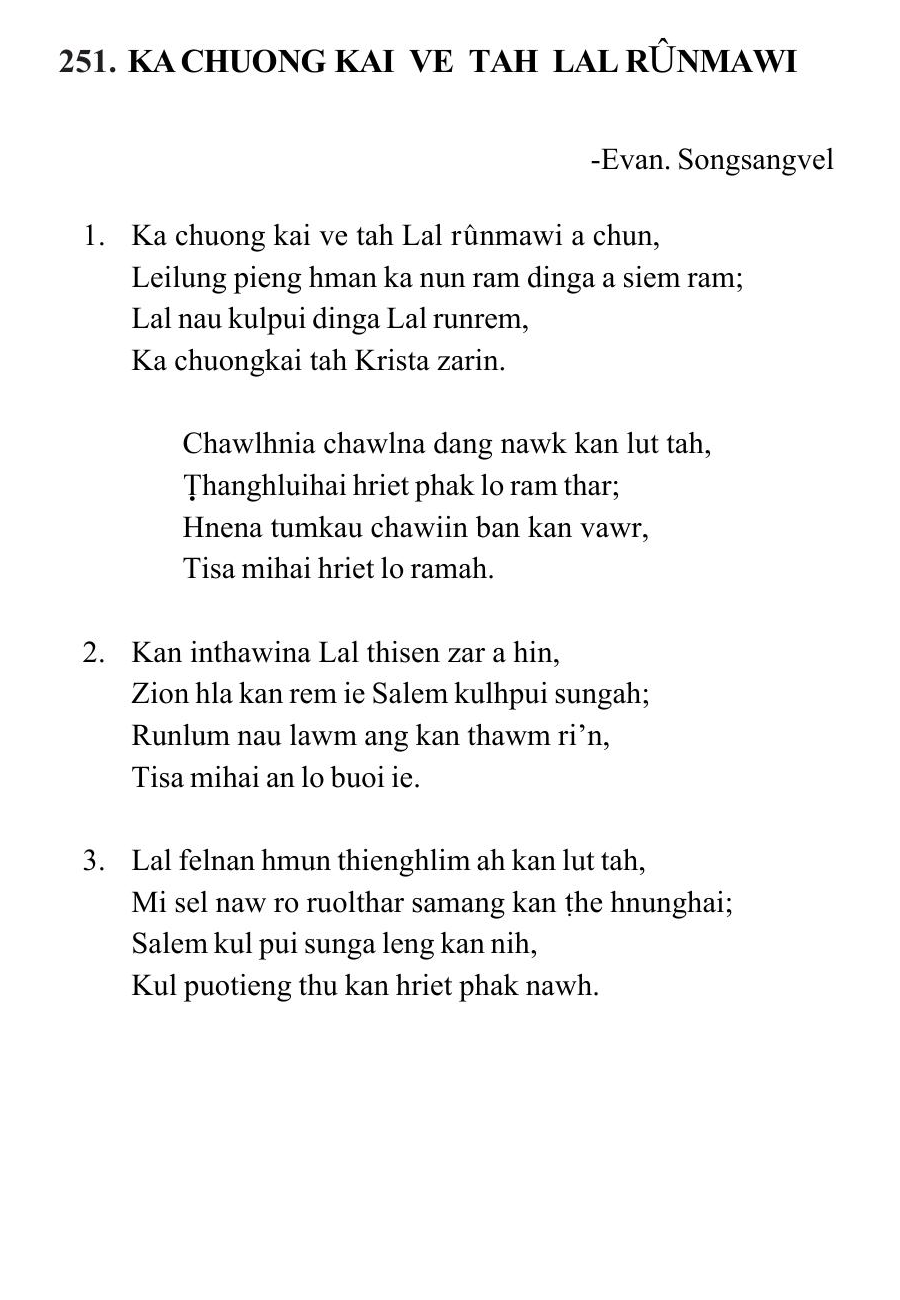 251. KA CHUONG KAI VE TAH LAL RÛNMAWI
-Evan. Songsangvel
1. Ka chuong kai ve tah Lal rûnmawi a chun,
Leilung pieng hman ka nun ram dinga a siem ram;
Lal nau kulpui dinga Lal runrem,
Ka chuongkai tah Krista zarin.
Chawlhnia chawlna dang nawk kan lut tah,
Ṭhanghluihai hriet phak lo ram thar;
Hnena tumkau chawiin ban kan vawr,
Tisa mihai hriet lo ramah.
2. Kan inthawina Lal thisen zar a hin,
Zion hla kan rem ie Salem kulhpui sungah;
Runlum nau lawm ang kan thawm ri’n,
Tisa mihai an lo buoi ie.
3. Lal felnan hmun thienghlim ah kan lut tah,
Mi sel naw ro ruolthar samang kan ṭhe hnunghai;
Salem kul pui sunga leng kan nih,
Kul puotieng thu kan hriet phak nawh.